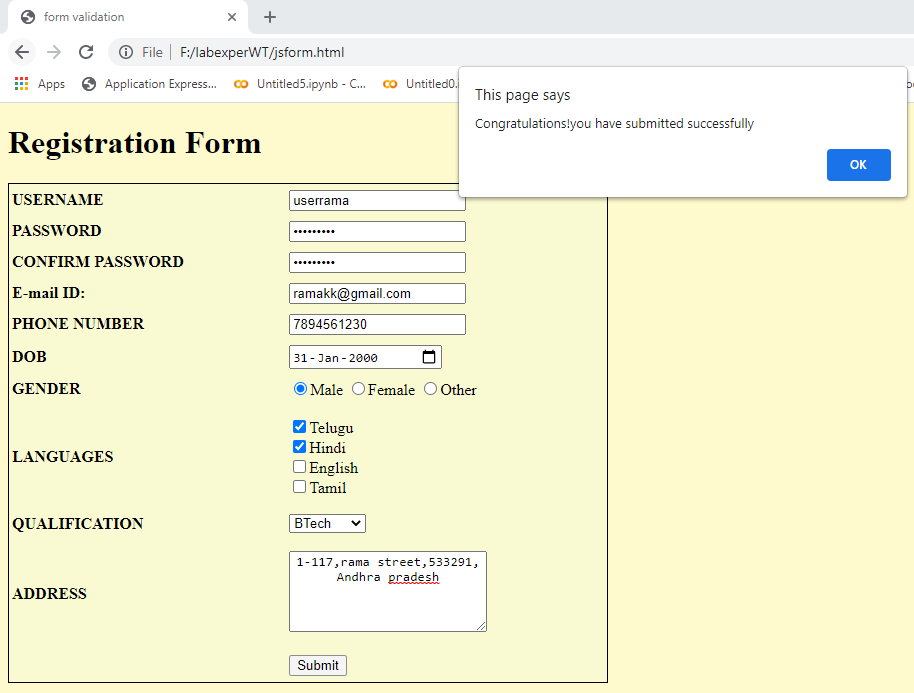 form validation
File F:/labexperWT/jsform.html
Apps Application Express... Untitled5.ipynb - C... Untitled0.
This page says
Congratulations!you have submitted successfully
OK
Registration Form
USERNAME userrama
PASSWORD •••••••••
CONFIRM PASSWORD •••••••••
E-mail ID: ramakk@gmail.com
PHONE NUMBER 7894561230
DOB 31-Jan-2000
GENDER Male Female Other
LANGUAGES
Telugu
Hindi
English
Tamil
QUALIFICATION BTech
ADDRESS
1-117,rama street,533291,
Andhra pradesh
Submit